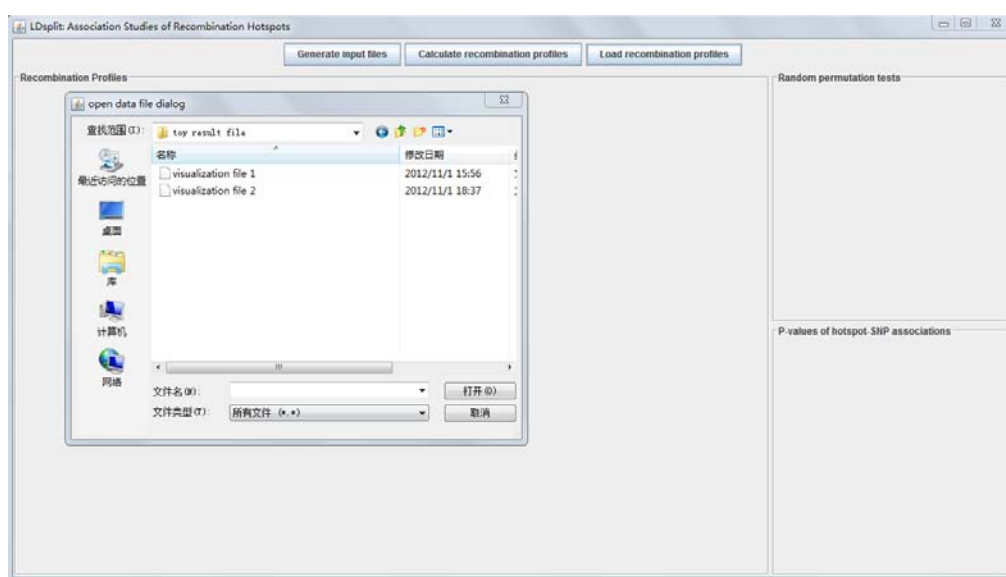 LDsplit: Association Studies of Recombination Hotspots
Generate input files
Calculate recombination profiles
Load recombination profiles
Recombination Profiles
Random permutation tests
open data file dialog
查找范围(I):
toy result file
名称
修改日期
visualization file 1
2012/11/1 15:56
visualization file 2
2012/11/1 18:37
最近访问的位置
桌面
库
计算机
网络
文件名(N):
打开(O)
文件类型(T):
所有文件 (*.*)
取消
P-values of hotspot-SNP associations